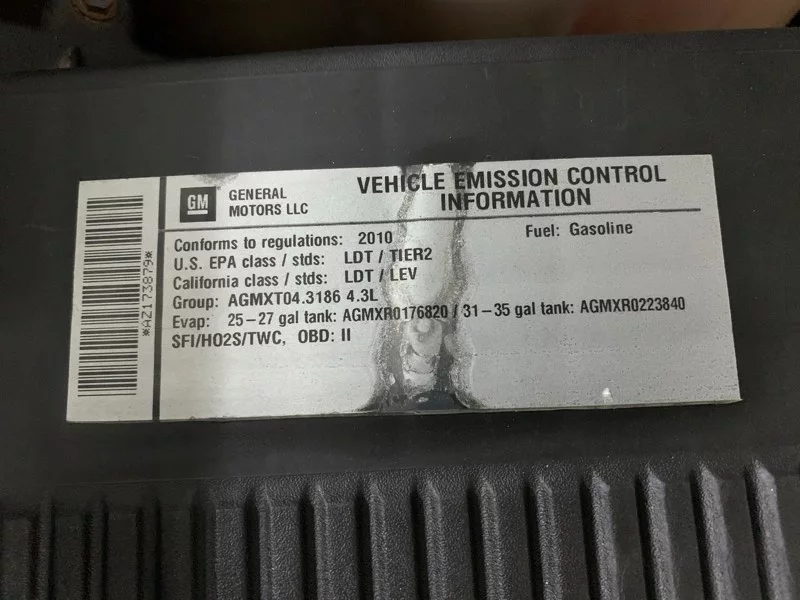 GM
GENERAL
MOTORS LLC
VEHICLE EMISSION CONTROL
INFORMATION
Conforms to regulations: 2010
Fuel: Gasoline
U.S. EPA class / stds: LDT / TIER2
California class / stds: LDT / LEV
Group: AGMXT04.3186 4.3L
Evap: 25-27 gal tank: AGMXR0176820 / 31-35 gal tank: AGMXR0223840
SFI/HO2S/TWC, OBD: II
*AZ173879*